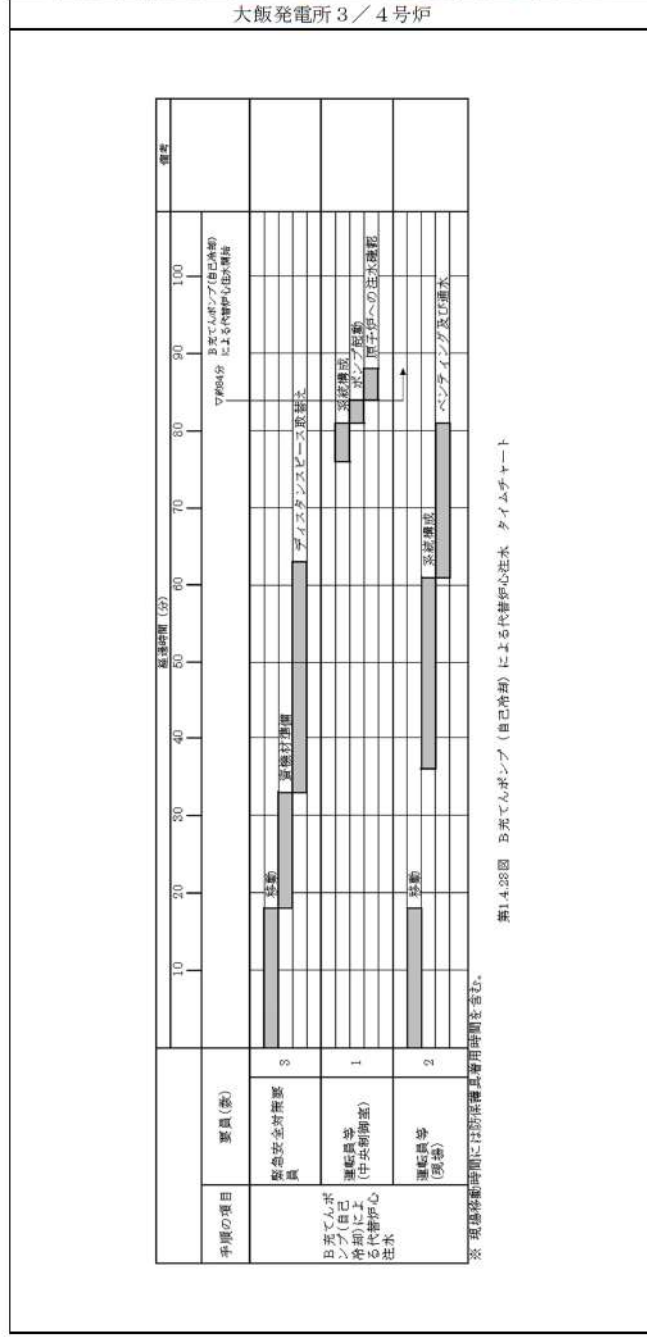 大飯発電所3/4号炉
経過時間(分)
備考
手順の項目
要員(数)
10
20
30
40
50
60
70
80
90
100
▽約84分 B充てんポンプ(自己冷却)
による代替炉心注水開始
B充てんポ
ンプ(自己
冷却)によ
る代替炉心
注水
緊急安全対策要
員
3
移動
資機材準備
ディスタンスピース取替え
運転員等
(中央制御室)
1
系統構成
ポンプ起動
原子炉への注水確認
運転員等
(現場)
2
移動
系統構成
ベンティング及び通水
※ 現場移動時間には防保護具着用時間を含む。
第1.4.28図 B充てんポンプ(自己冷却)による代替炉心注水 タイムチャート